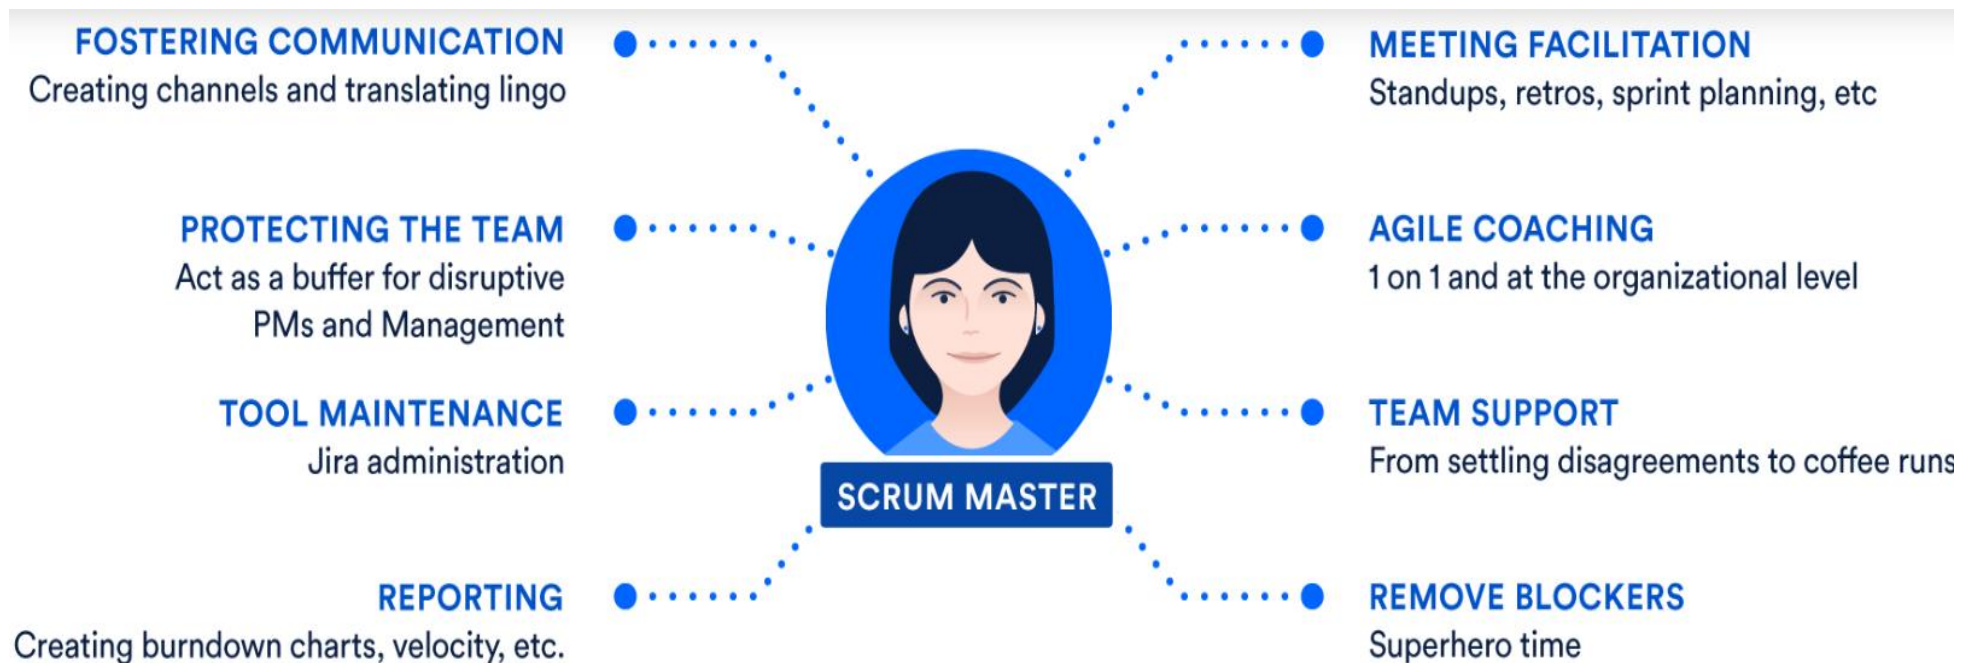 FOSTERING COMMUNICATION
Creating channels and translating lingo
PROTECTING THE TEAM
Act as a buffer for disruptive
PMs and Management
TOOL MAINTENANCE
Jira administration
REPORTING
Creating burndown charts, velocity, etc.
SCRUM MASTER
MEETING FACILITATION
Standups, retros, sprint planning, etc
AGILE COACHING
1 on 1 and at the organizational level
TEAM SUPPORT
From settling disagreements to coffee runs
REMOVE BLOCKERS
Superhero time